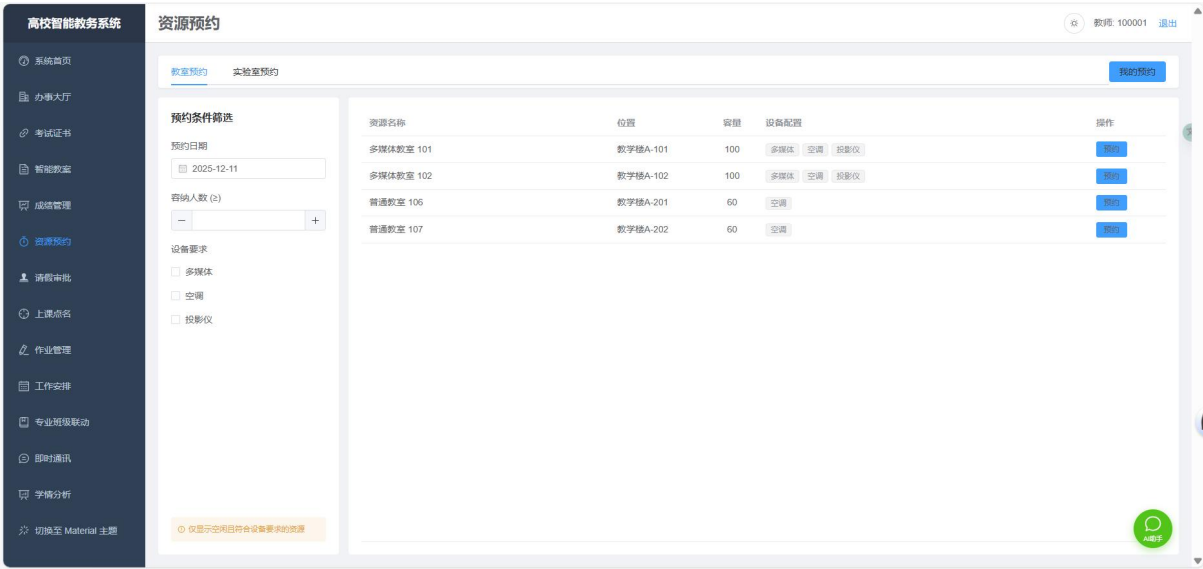 高校智能教务系统
资源预约
教师: 100001 退出
系统首页
办事大厅
考试证书
智能教室
成绩管理
资源预约
请假审批
上课点名
作业管理
工作安排
专业班级联动
即时通讯
学情分析
切换至 Material 主题
教室预约 实验室预约
我的预约
预约条件筛选
预约日期
2025-12-11
容纳人数 (≥)
− +
设备要求
多媒体
空调
投影仪
仅显示空闲且符合设备要求的资源
资源名称 位置 容量 设备配置 操作
多媒体教室 101 教学楼A-101 100 多媒体 空调 投影仪 预约
多媒体教室 102 教学楼A-102 100 多媒体 空调 投影仪 预约
普通教室 106 教学楼A-201 60 空调 预约
普通教室 107 教学楼A-202 60 空调 预约
AI助手